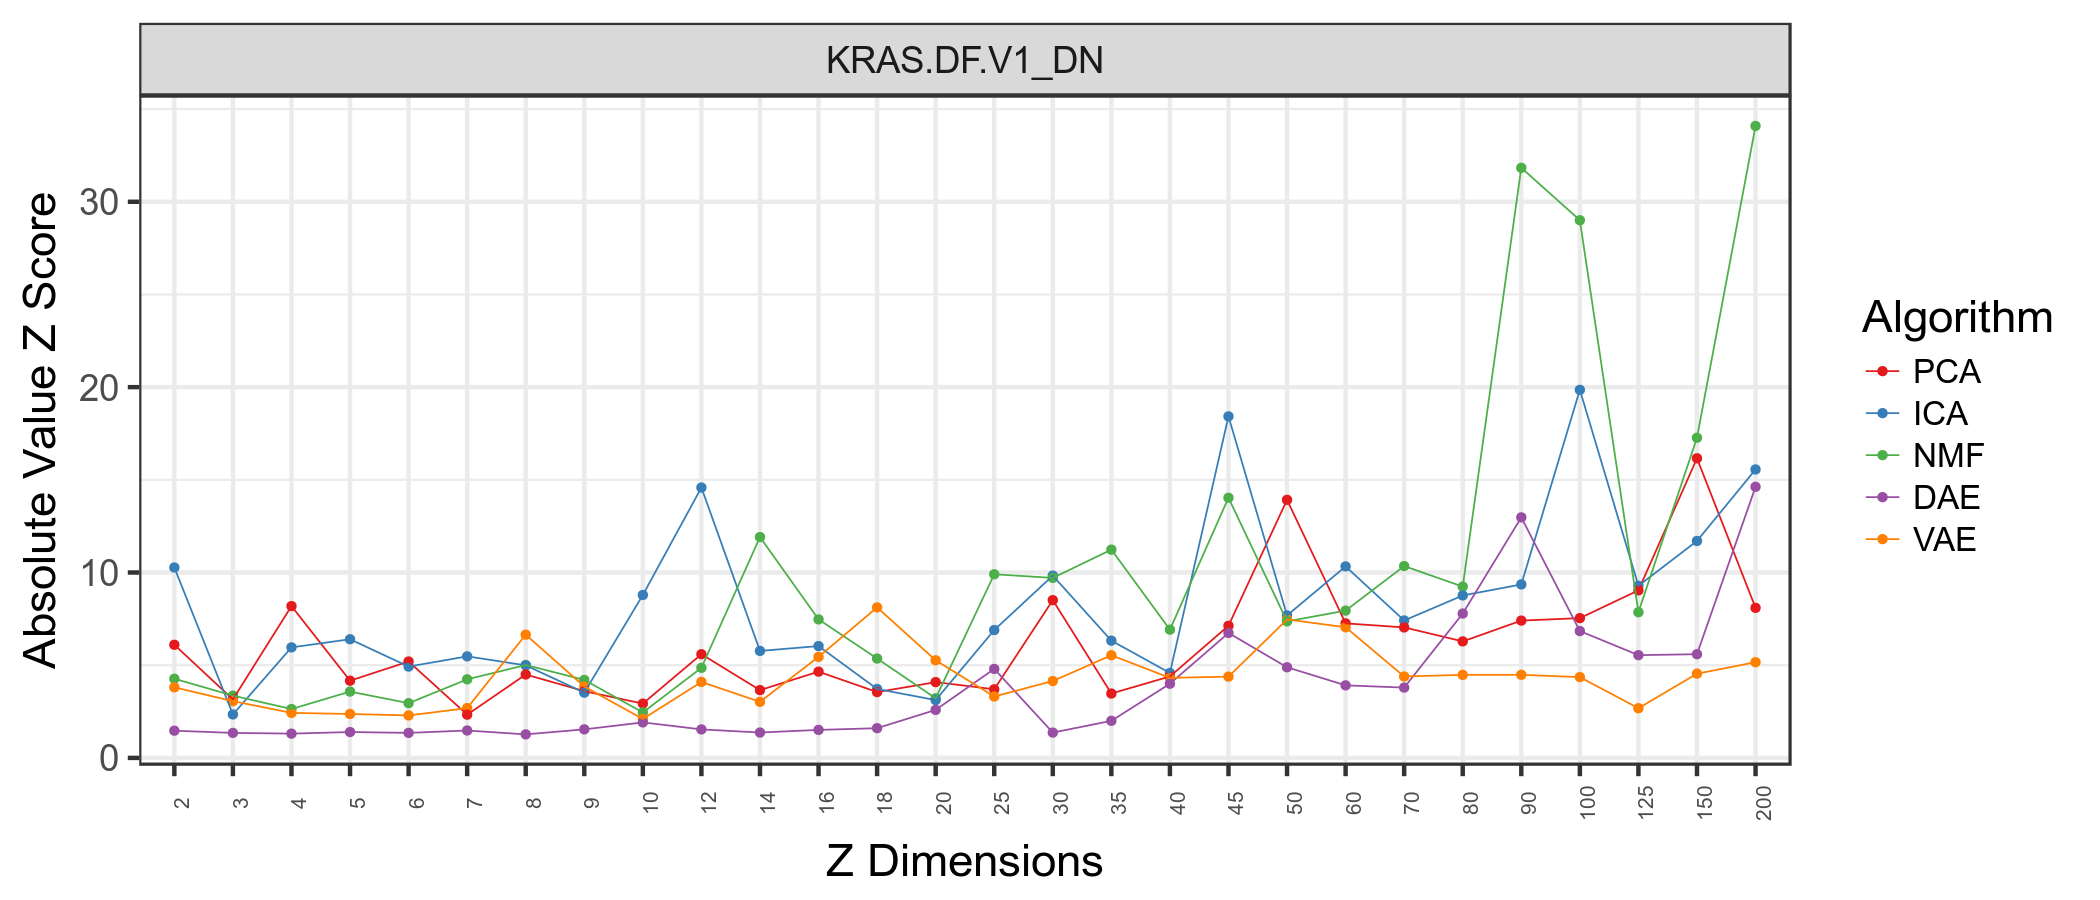 KRAS.DF.V1_DN
Absolute Value Z Score
30
20
10
0
2 3 4 5 6 7 8 9 10 12 14 16 18 20 25 30 35 40 45 50 60 70 80 90 100 125 150 200
Z Dimensions
Algorithm
PCA
ICA
NMF
DAE
VAE